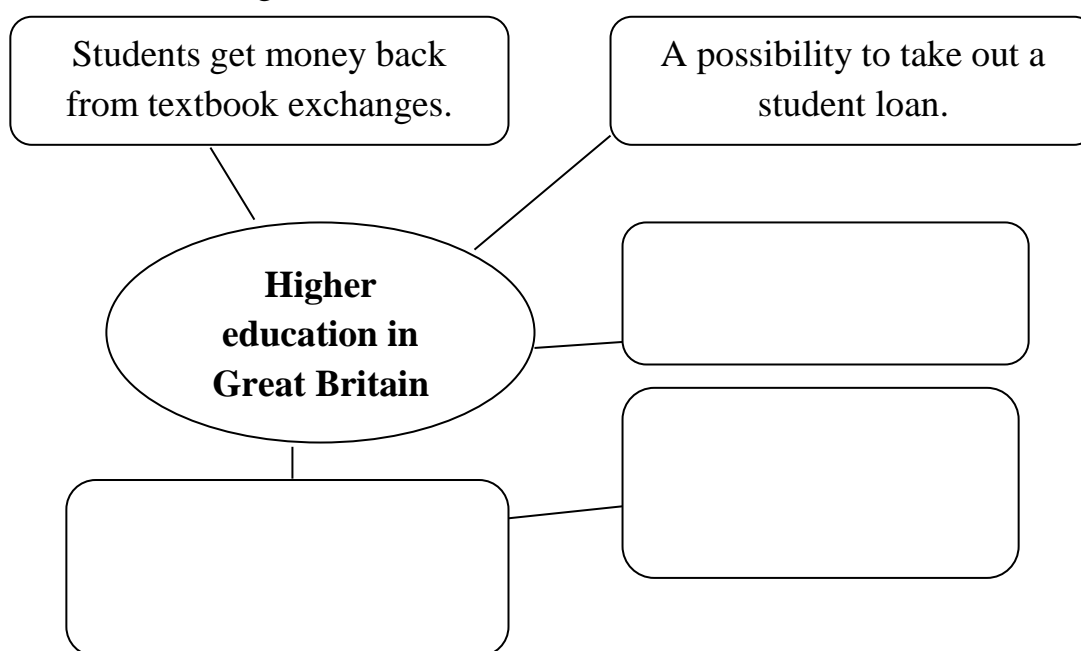 Students get money back
from textbook exchanges.
A possibility to take out a
student loan.
Higher
education in
Great Britain